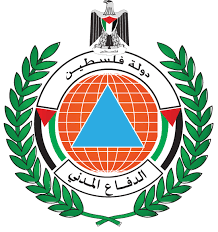 دولة فلسطين
الدفاع المدني